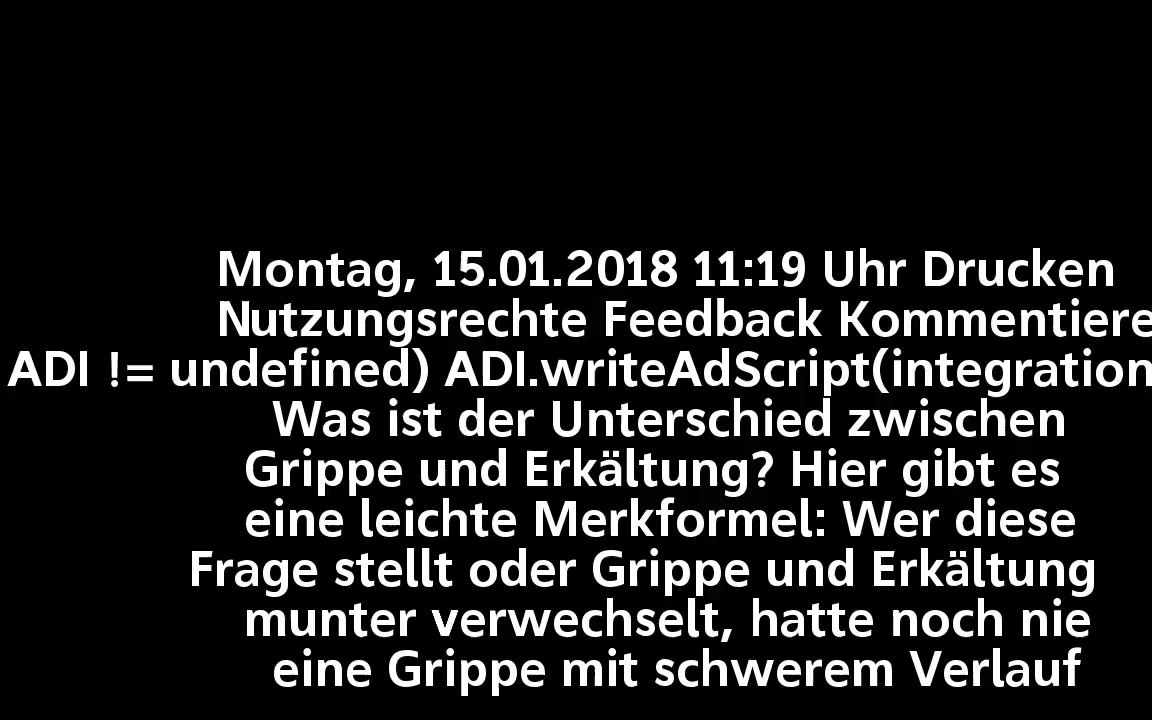 Montag, 15.01.2018 11:19 Uhr Drucken
Nutzungsrechte Feedback Kommentiere
ADI != undefined) ADI.writeAdScript(integration
Was ist der Unterschied zwischen
Grippe und Erkältung? Hier gibt es
eine leichte Merkformel: Wer diese
Frage stellt oder Grippe und Erkältung
munter verwechselt, hatte noch nie
eine Grippe mit schwerem Verlauf